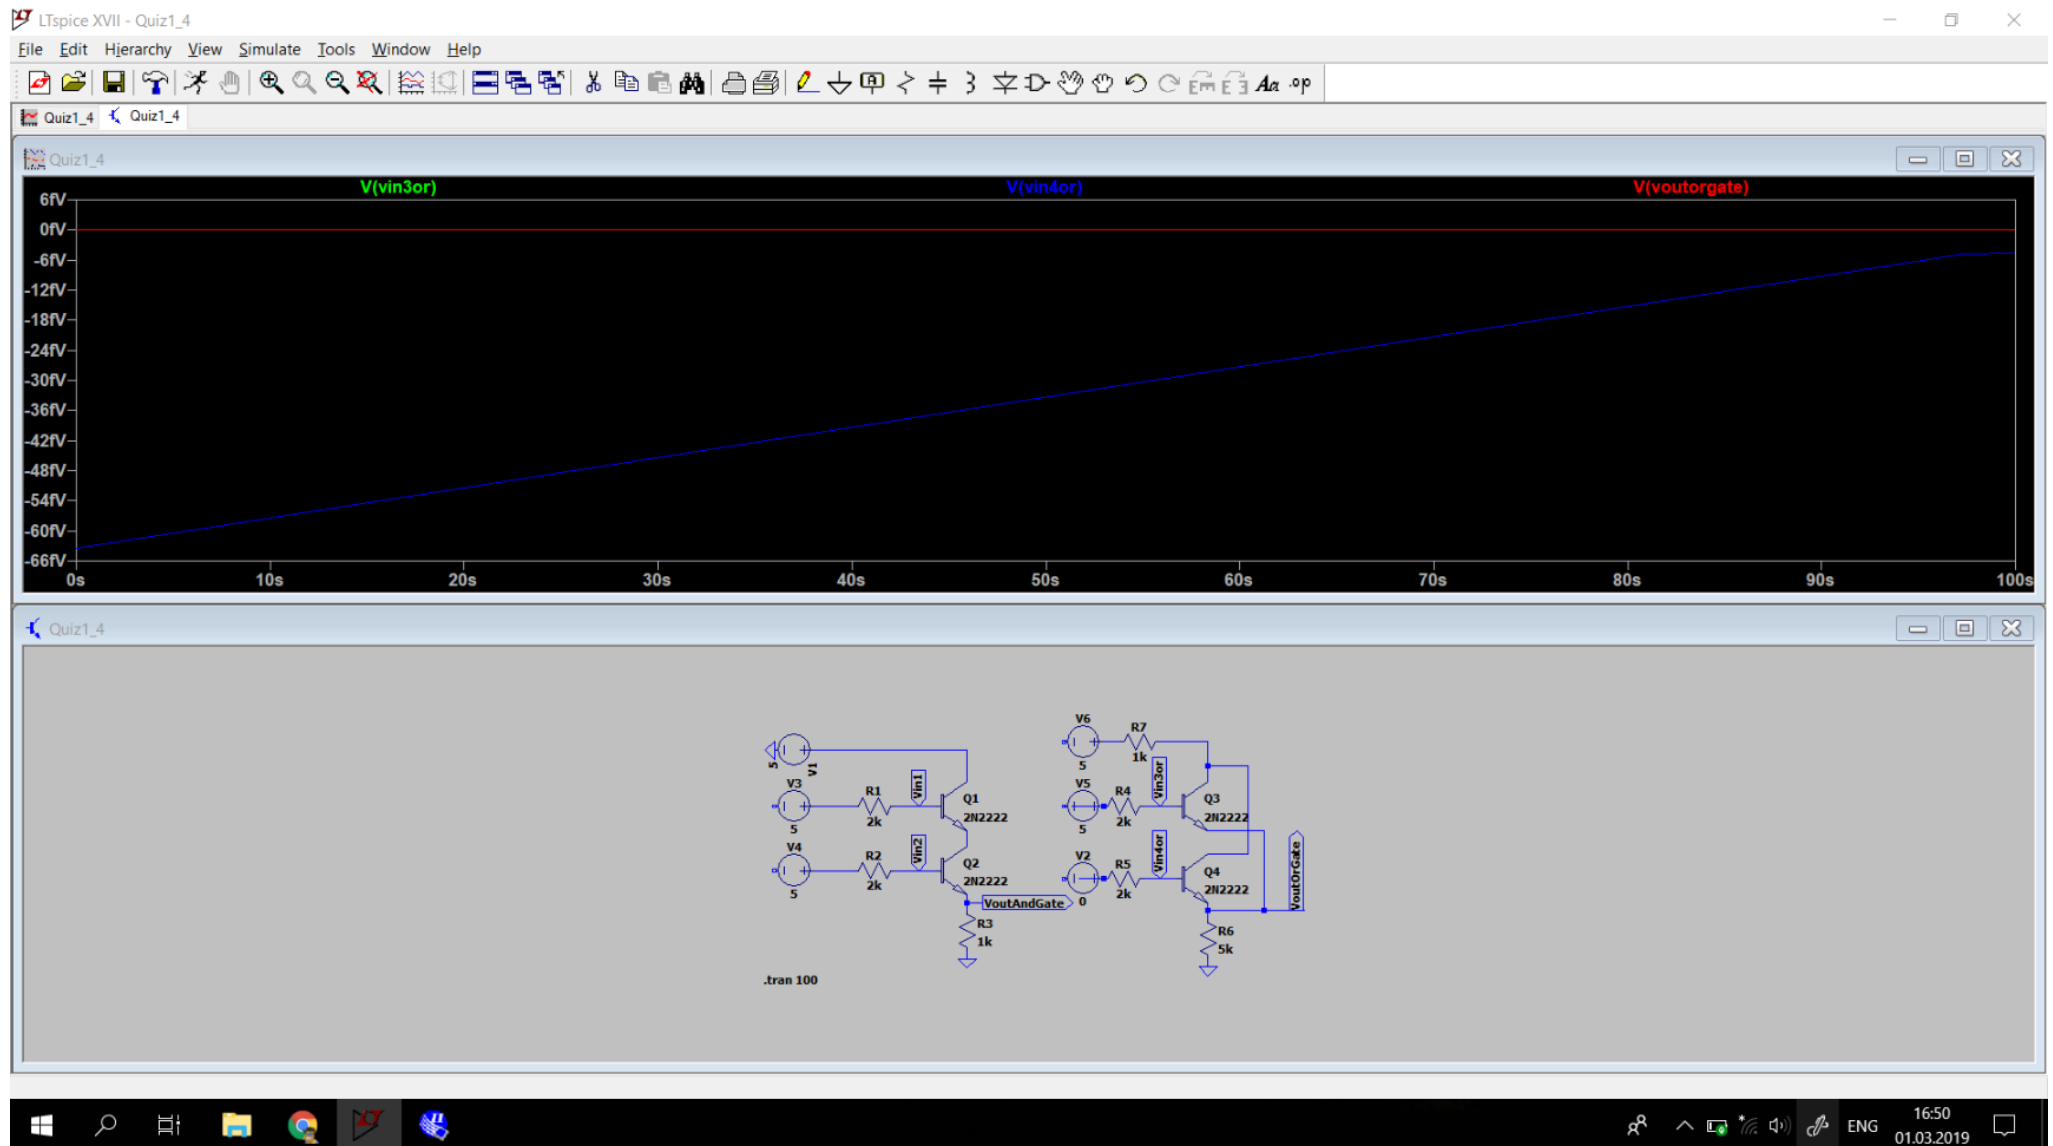 LTspice XVII - Quiz1_4
File Edit Hierarchy View Simulate Tools Window Help
Quiz1_4 Quiz1_4
Quiz1_4
V(vin3or) V(vin4or) V(voutorgate)
6fV
0fV
-6fV
-12fV
-18fV
-24fV
-30fV
-36fV
-42fV
-48fV
-54fV
-60fV
-66fV
0s 10s 20s 30s 40s 50s 60s 70s 80s 90s 100s
Quiz1_4
V1
5
V3
5
V4
5
R1
2k
R2
2k
Vin1
Vin2
Q1
2N2222
Q2
2N2222
VoutAndGate
R3
1k
.tran 100
V6
5
R7
1k
V5
5
R4
2k
Vin3or
Q3
2N2222
V2
0
R5
2k
Vin4or
Q4
2N2222
VoutOrGate
R6
5k
ENG
16:50
01.03.2019